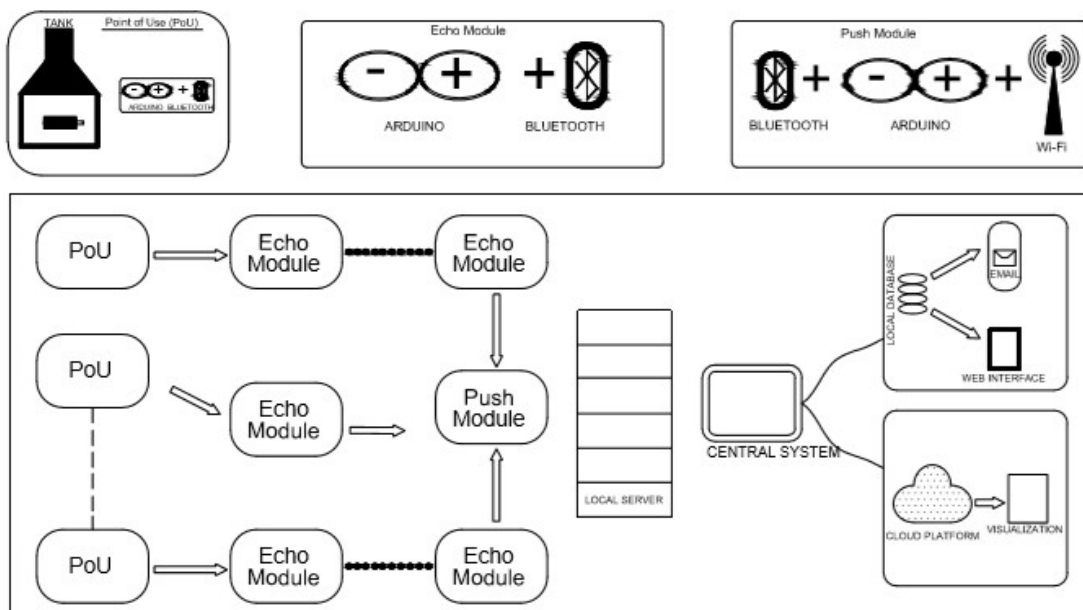 TANK
Point of Use (PoU)
ARDUINO BLUETOOTH
Echo Module
ARDUINO
BLUETOOTH
Push Module
BLUETOOTH
ARDUINO
Wi-Fi
PoU
Echo
Module
Echo
Module
PoU
Echo
Module
Push
Module
PoU
Echo
Module
Echo
Module
LOCAL SERVER
CENTRAL SYSTEM
LOCAL DATABASE
EMAIL
WEB INTERFACE
CLOUD PLATFORM
VISUALIZATION